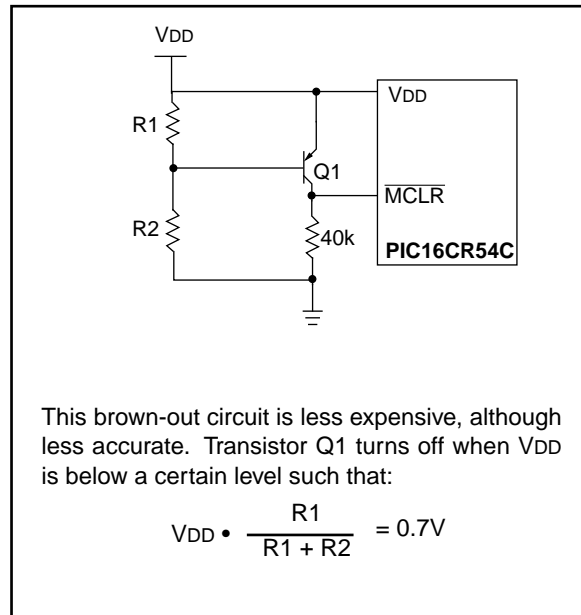 VDD
VDD
R1
Q1
MCLR
R2
40k
PIC16CR54C
This brown-out circuit is less expensive, although
less accurate. Transistor Q1 turns off when VDD
is below a certain level such that:
VDD • R1 / R1 + R2 = 0.7V